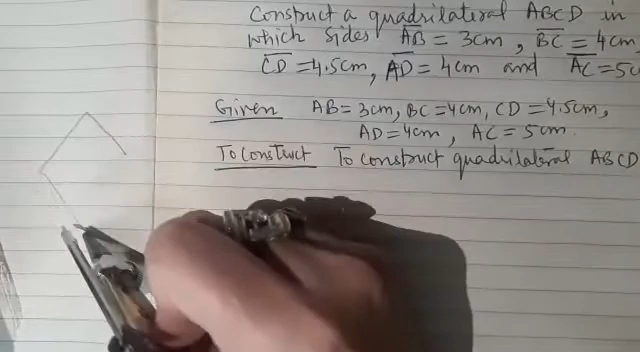 Construct a quadrilateral ABCD in
which sides AB = 3cm, BC = 4cm,
CD = 4.5cm, AD = 4cm and AC = 5c
Given AB = 3cm, BC = 4cm, CD = 4.5cm,
AD = 4cm, AC = 5cm.
To Construct To construct quadrilateral ABCD